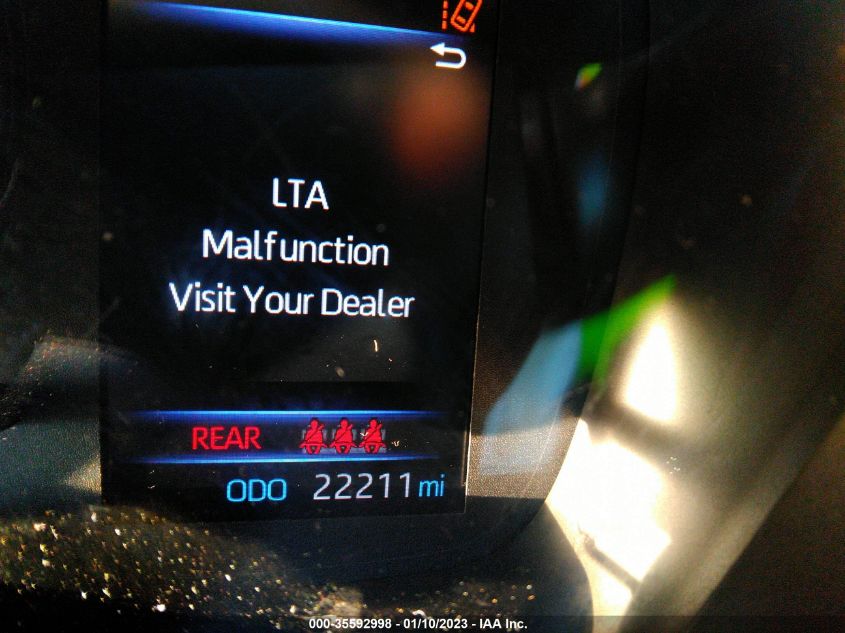 LTA
Malfunction
Visit Your Dealer
REAR
ODO 22211 mi
000-35592998 - 01/10/2023 - IAA Inc.